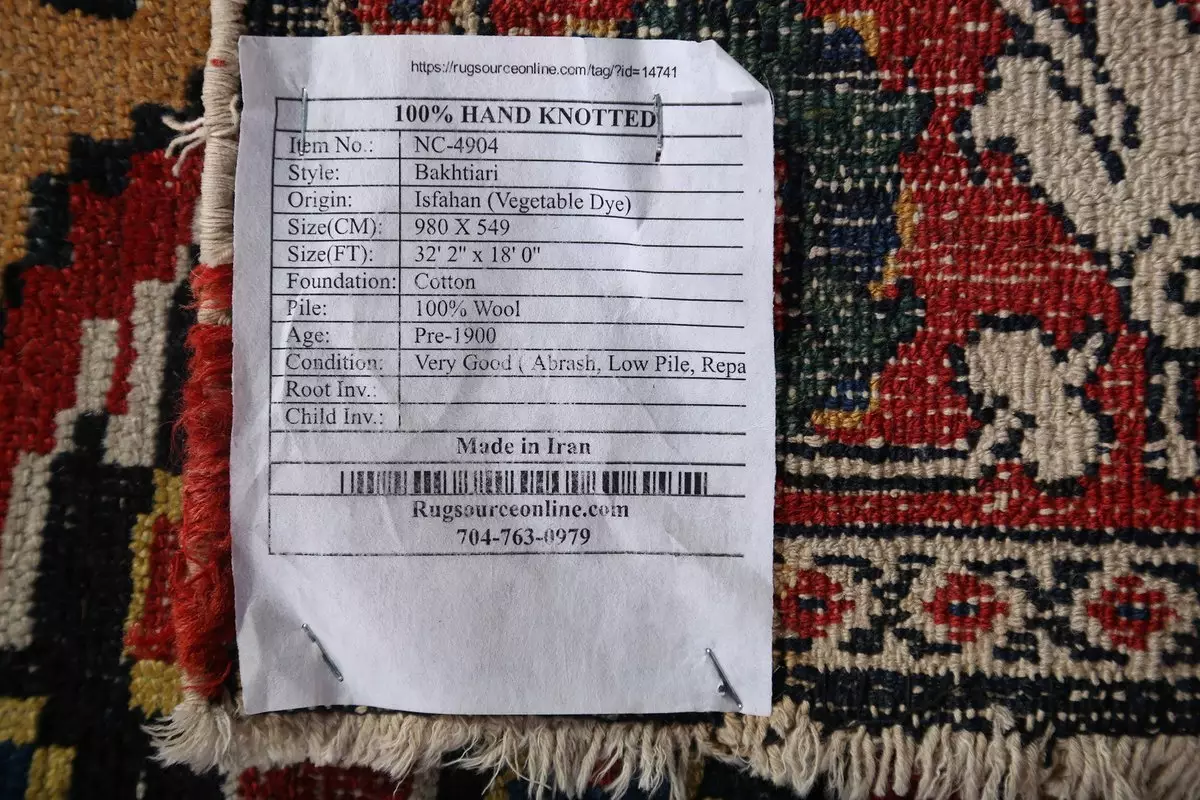 https://rugsourceonline.com/tag/?id=14741
100% HAND KNOTTED
Item No.: NC-4904
Style: Bakhtiari
Origin: Isfahan (Vegetable Dye)
Size(CM): 980 X 549
Size(FT): 32' 2" x 18' 0"
Foundation: Cotton
Pile: 100% Wool
Age: Pre-1900
Condition: Very Good ( Abrash, Low Pile, Repa
Root Inv.:
Child Inv.:
Made in Iran
Rugsourceonline.com
704-763-0979